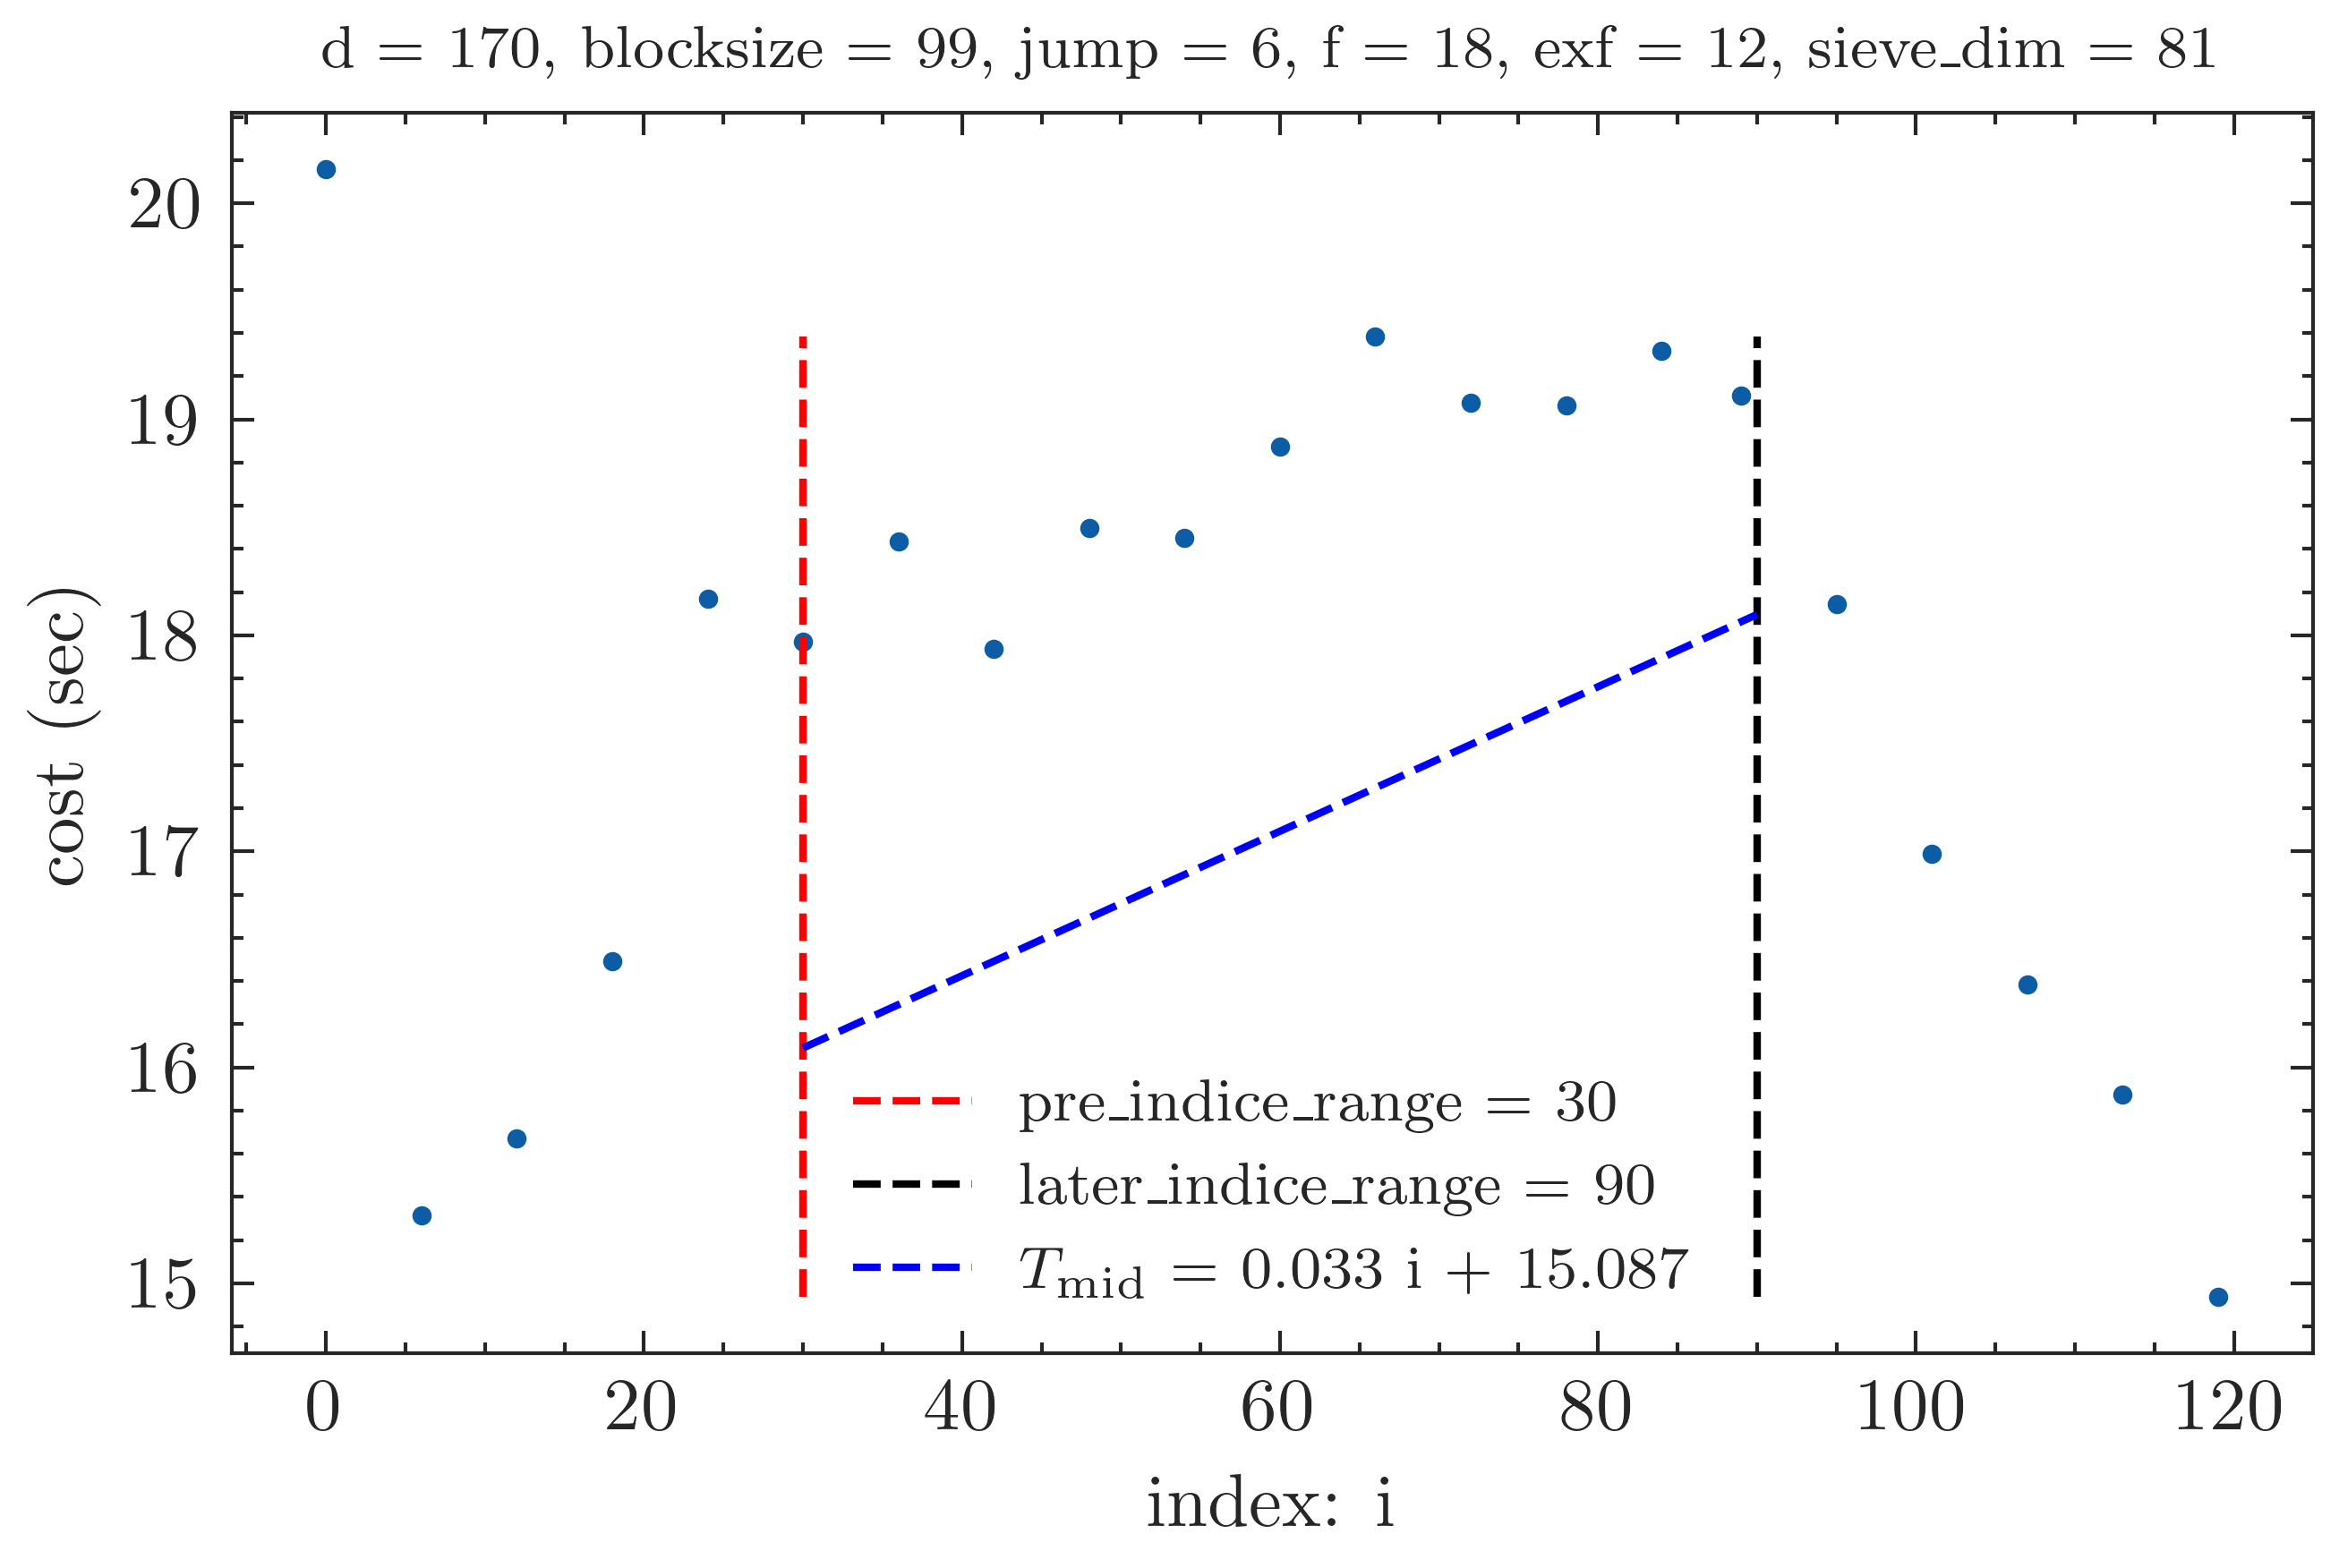 d = 170, blocksize = 99, jump = 6, f = 18, exf = 12, sieve_dim = 81
20
19
18
17
16
15
cost (sec)
pre_indice_range = 30
later_indice_range = 90
T_mid = 0.033 i + 15.087
0 20 40 60 80 100 120
index: i